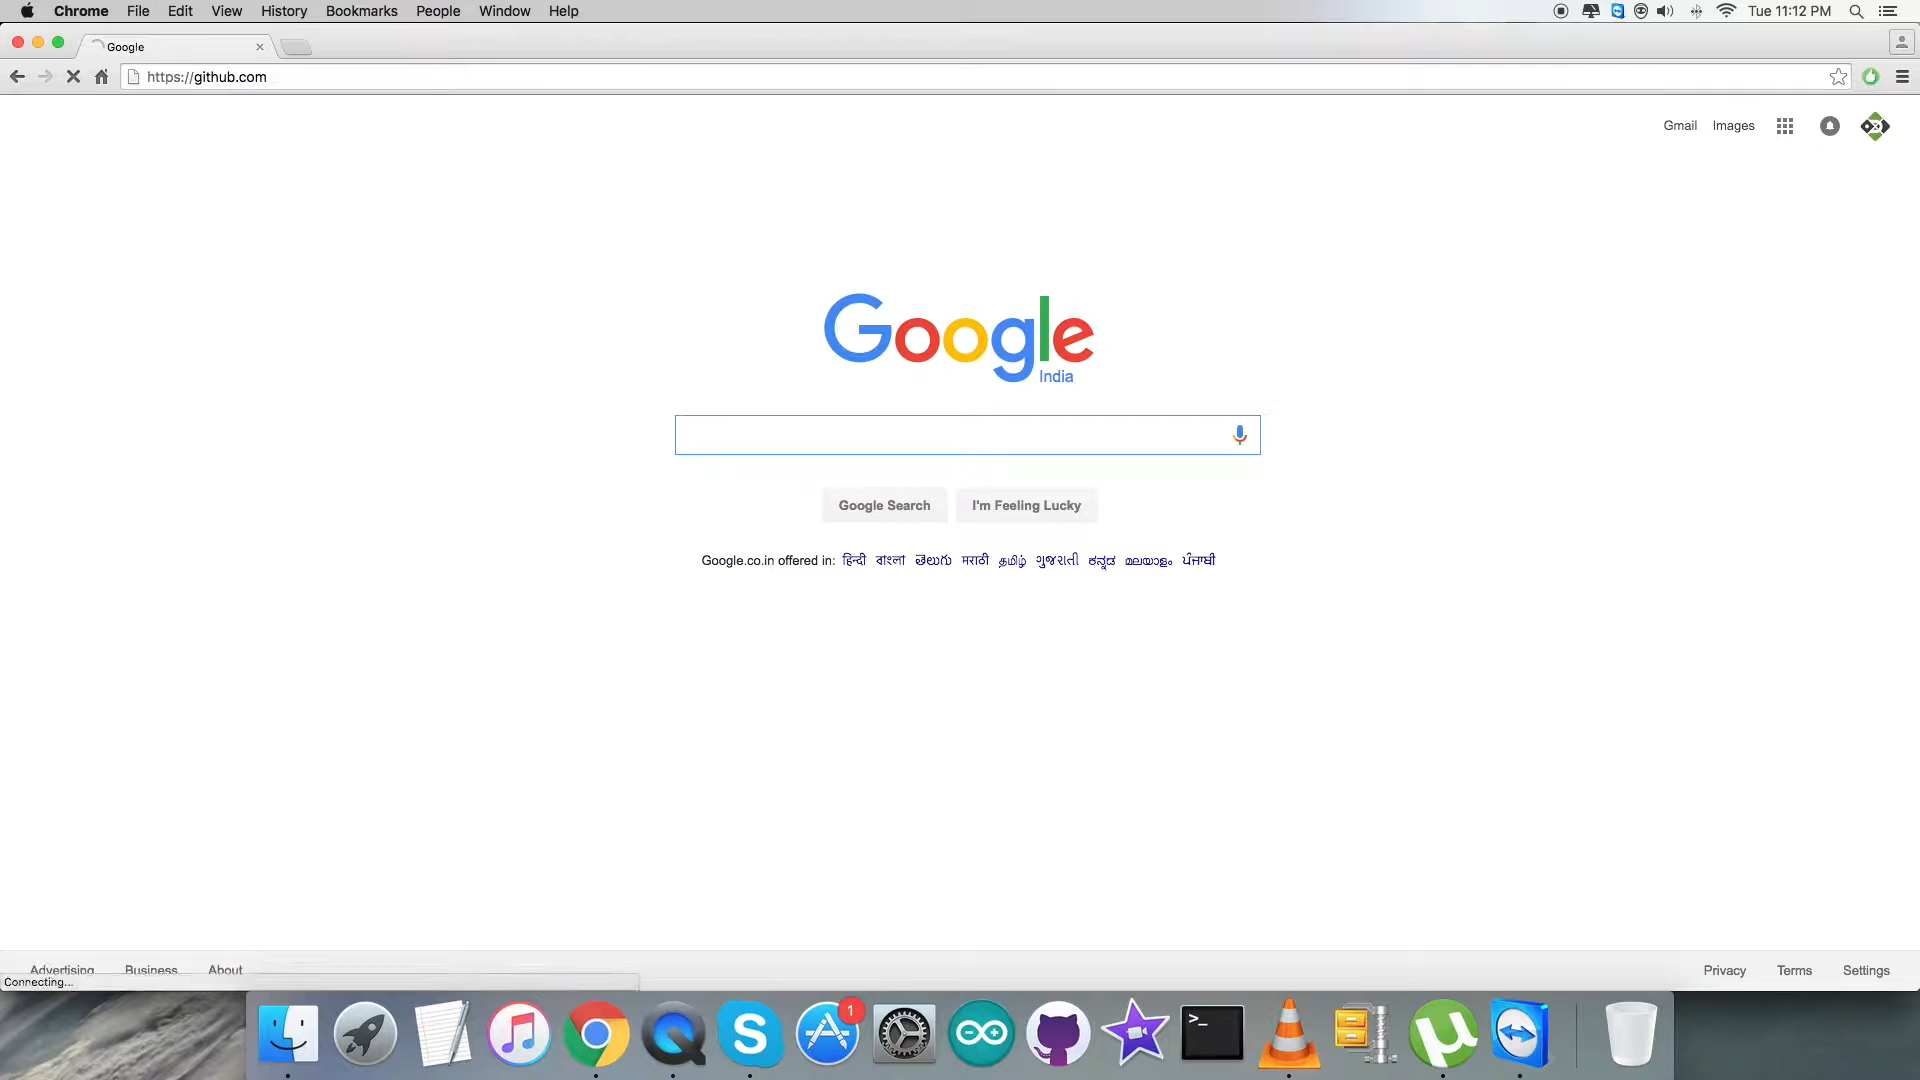 Chrome File Edit View History Bookmarks People Window Help Tue 11:12 PM
Google
https://github.com
Gmail Images
Google
India
Google Search I'm Feeling Lucky
Google.co.in offered in: हिन्दी বাংলা తెలుగు मराठी தமிழ் ગુજરાતી ಕನ್ನಡ മലയാളം ਪੰਜਾਬੀ
Advertising Business About Privacy Terms Settings
Connecting...
1
>_